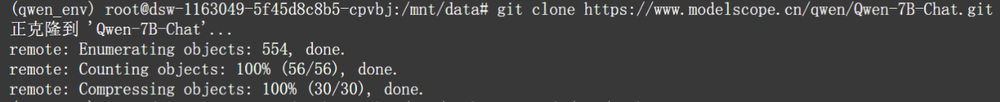 (qwen_env) root@dsw-1163049-5f45d8c8b5-cpvbj:/mnt/data# git clone https://www.modelscope.cn/qwen/Qwen-7B-Chat.git
正克隆到 'Qwen-7B-Chat'...
remote: Enumerating objects: 554, done.
remote: Counting objects: 100% (56/56), done.
remote: Compressing objects: 100% (30/30), done.